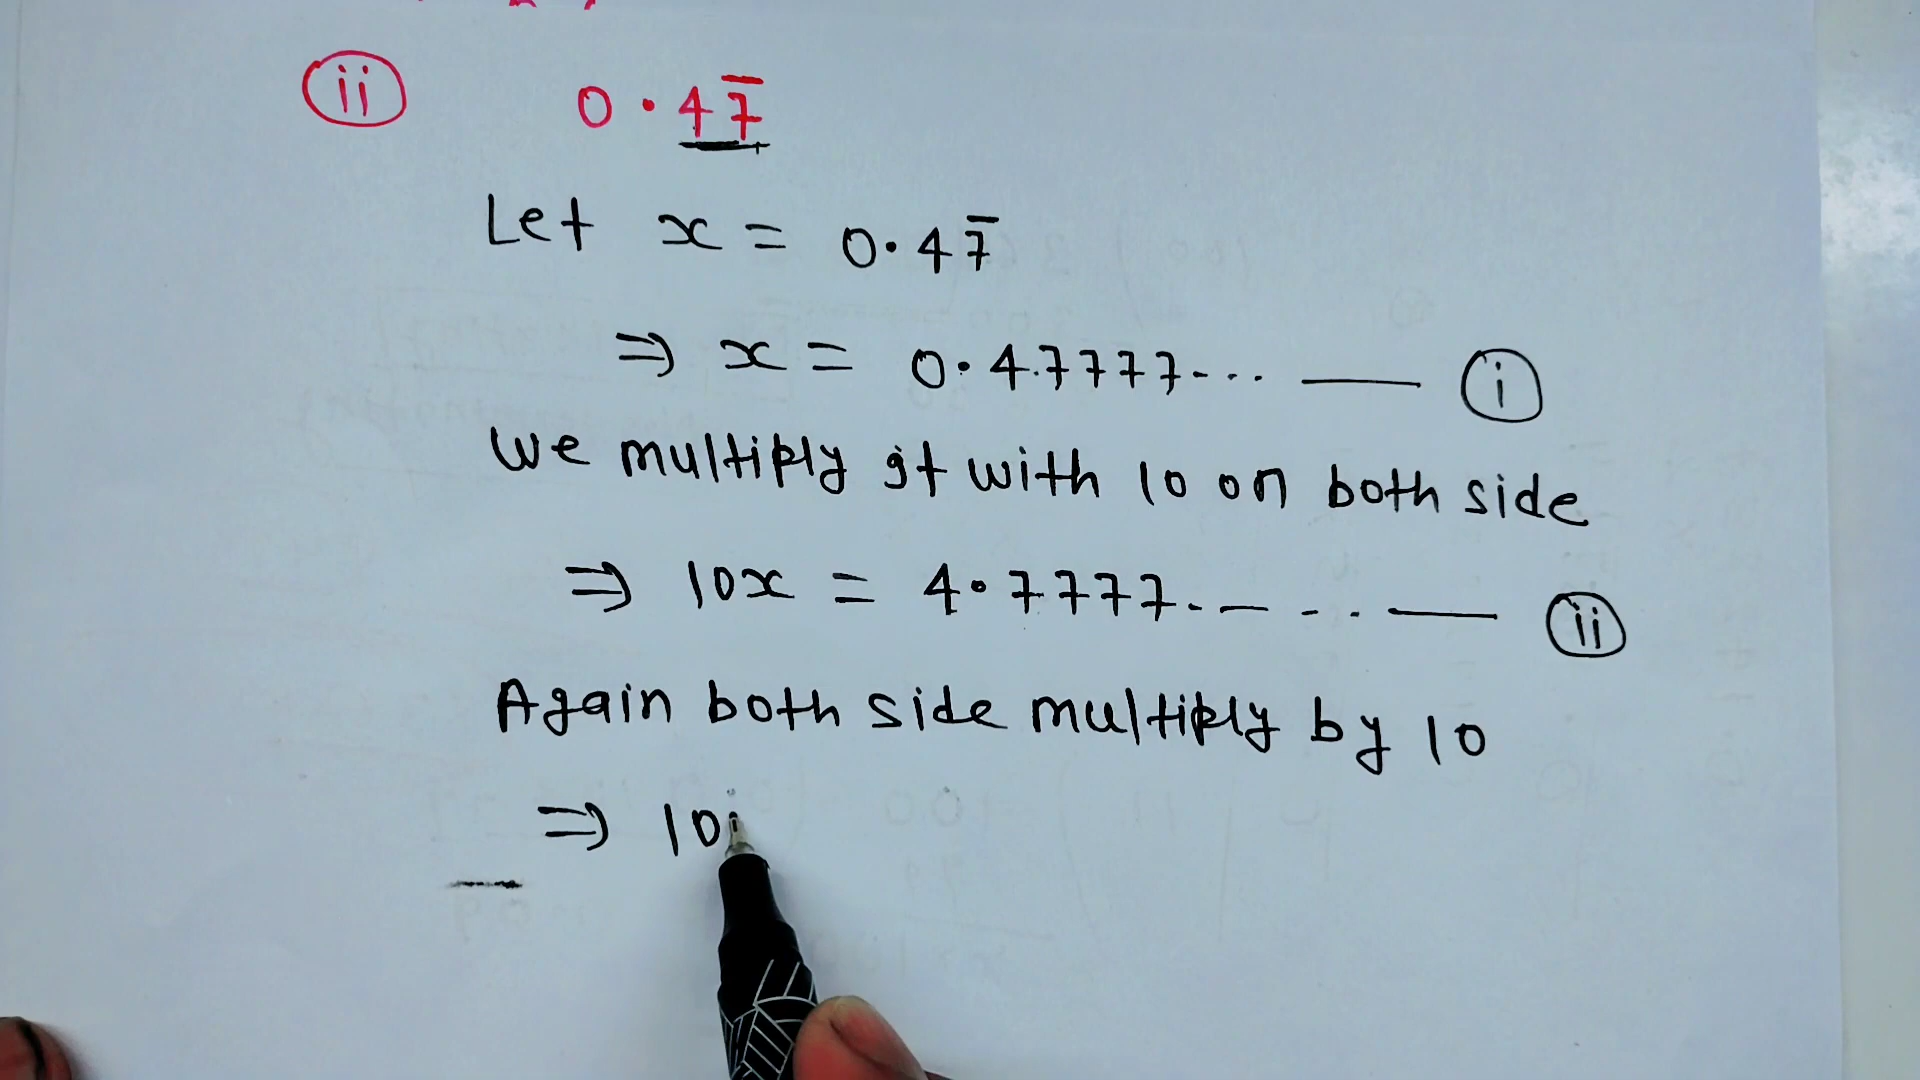 ii 0.47̅
Let x = 0.47̅
⇒ x = 0.47777---... — i
We multiply it with 10 on both side
⇒ 10x = 4.7777.- - .. — ii
Again both side multiply by 10
⇒ 10